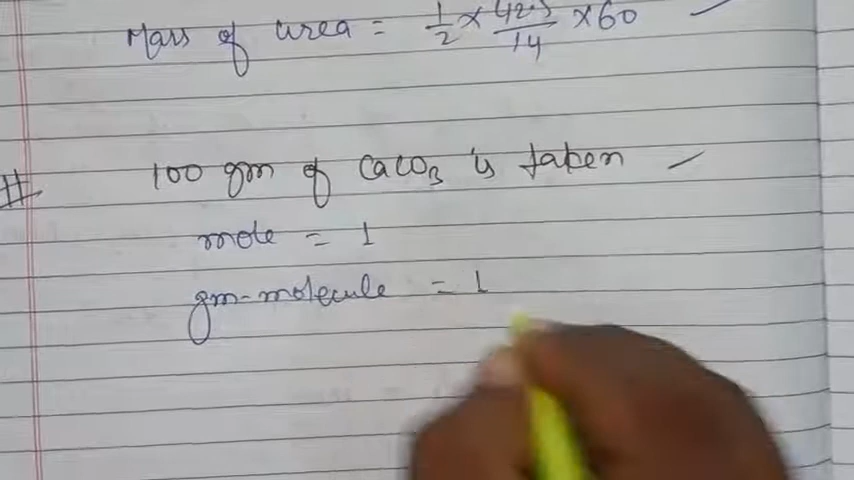 Mass of urea = 1/2 × 42.5/14 × 60
# 100 gm of CaCO3 is taken
mole = 1
gm-molecule = 1